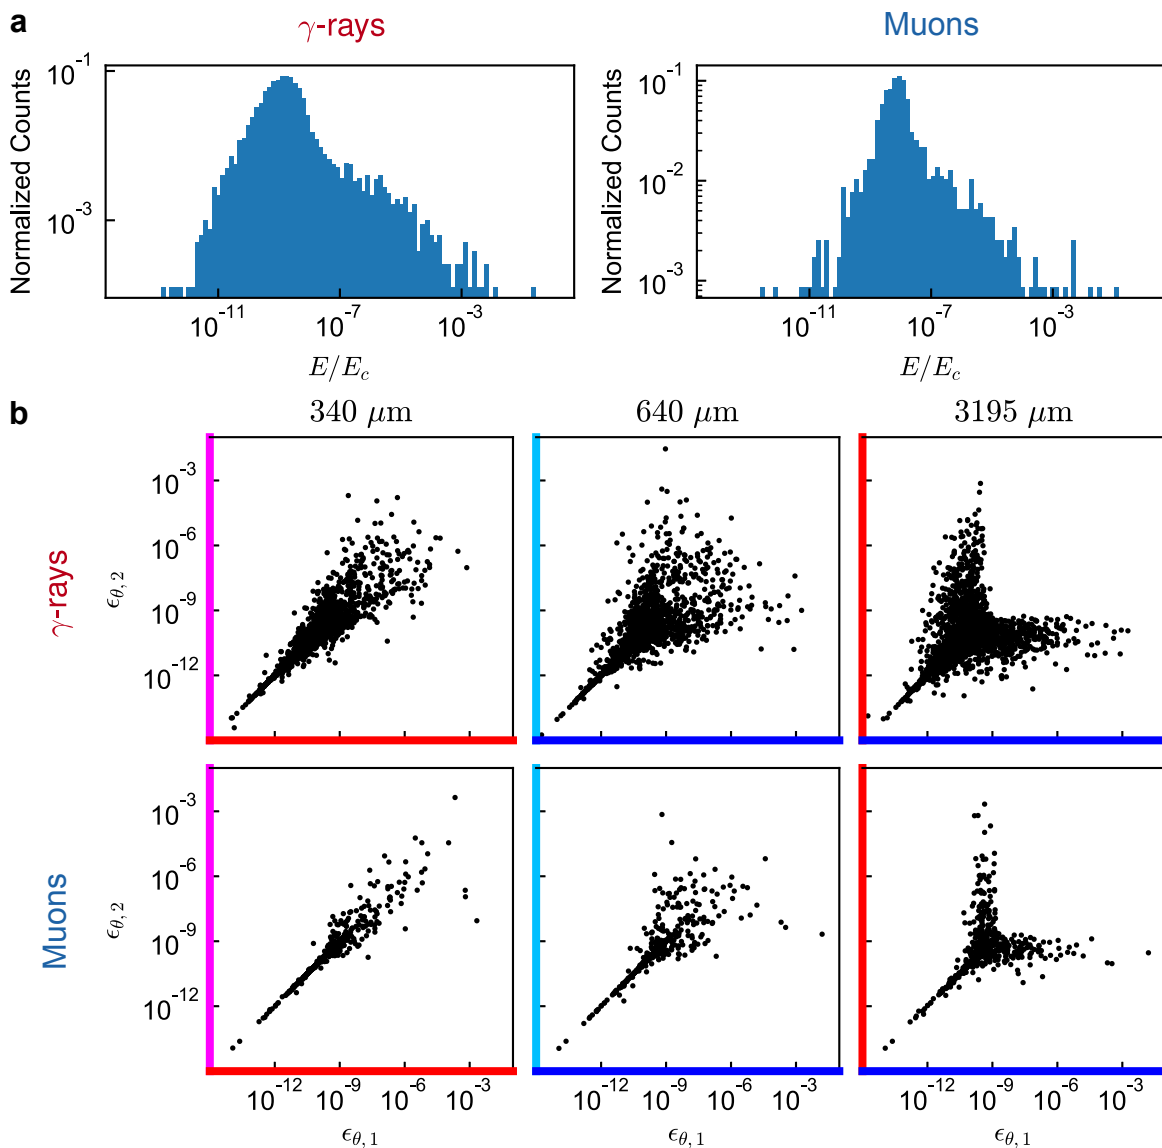 a
γ-rays
Muons
Normalized Counts
10⁻¹
10⁻³
10⁻¹¹ 10⁻⁷ 10⁻³
E/E_c
Normalized Counts
10⁻¹
10⁻²
10⁻³
10⁻¹¹ 10⁻⁷ 10⁻³
E/E_c
b
340 μm 640 μm 3195 μm
γ-rays
ϵ_θ,2
10⁻³
10⁻⁶
10⁻⁹
10⁻¹²
Muons
ϵ_θ,2
10⁻³
10⁻⁶
10⁻⁹
10⁻¹²
10⁻¹² 10⁻⁹ 10⁻⁶ 10⁻³ 10⁻¹² 10⁻⁹ 10⁻⁶ 10⁻³ 10⁻¹² 10⁻⁹ 10⁻⁶ 10⁻³
ϵ_θ,1 ϵ_θ,1 ϵ_θ,1